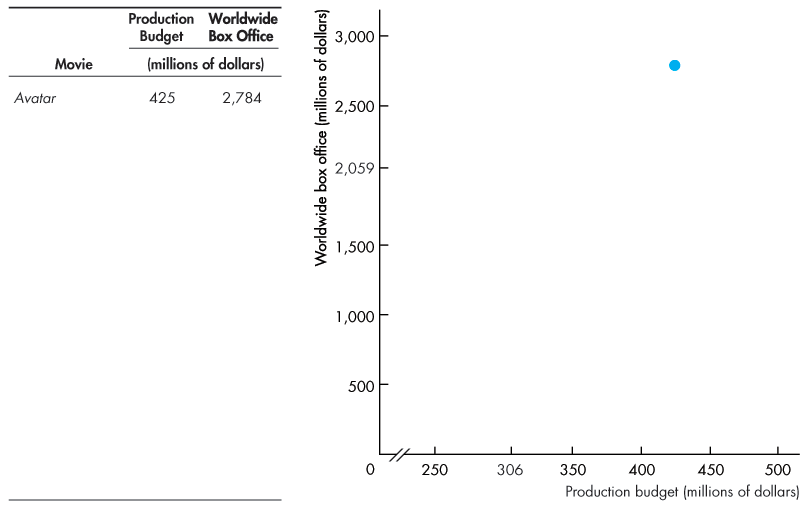 Production Worldwide
Budget Box Office
Movie (millions of dollars)
Avatar 425 2,784
Worldwide box office (millions of dollars)
3,000
2,500
2,059
1,500
1,000
500
0 250 306 350 400 450 500
Production budget (millions of dollars)